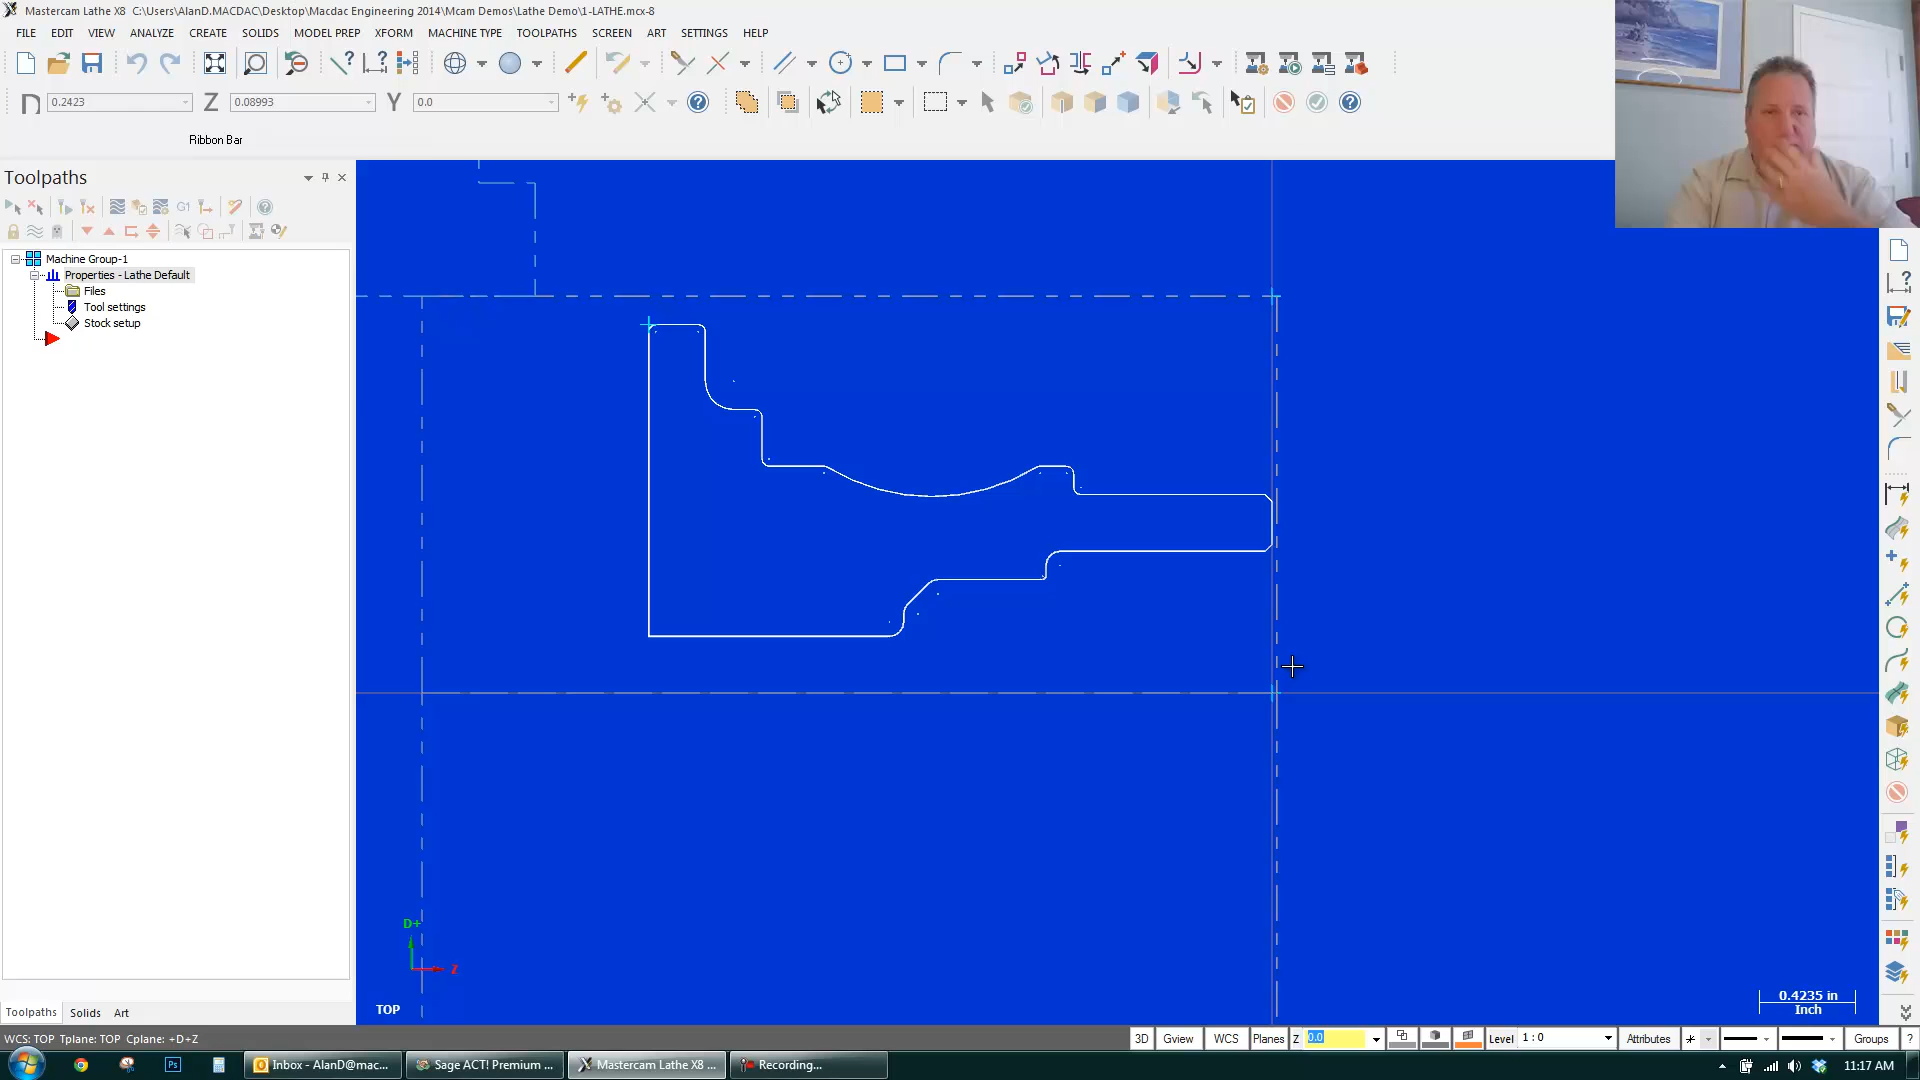 Mastercam Lathe X8 C:\Users\AlanD.MACDAC\Desktop\Macdac Engineering 2014\Mcam Demos\Lathe Demo\1-LATHE.mcx-8
FILE EDIT VIEW ANALYZE CREATE SOLIDS MODEL PREP XFORM MACHINE TYPE TOOLPATHS SCREEN ART SETTINGS HELP
D 0.2423 Z 0.08993 Y 0.0
Ribbon Bar
Toolpaths
G1
Machine Group-1
Properties - Lathe Default
Files
Tool settings
Stock setup
D+
Z
TOP
0.4235 in
Inch
Toolpaths Solids Art
WCS: TOP Tplane: TOP Cplane: +D+Z
3D Gview WCS Planes Z 0.0 Level 1 : 0 Attributes Groups ?
Ps Inbox - AlanD@mac... Sage ACT! Premium ... Mastercam Lathe X8 ... Recording... 11:17 AM